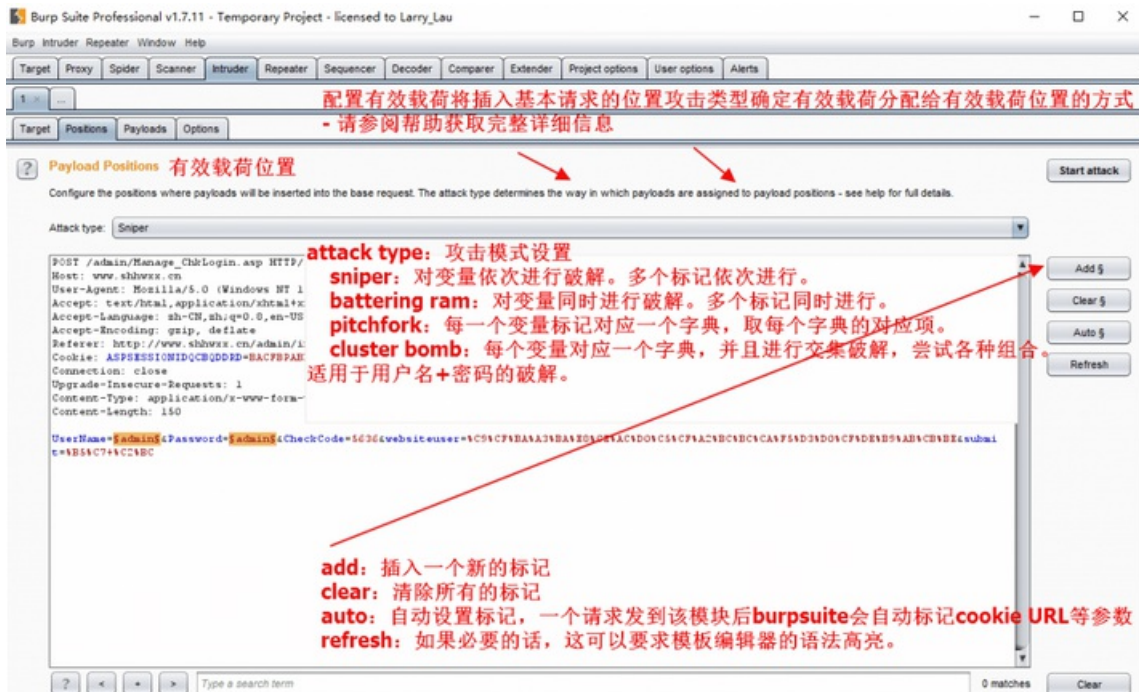 Burp Suite Professional v1.7.11 - Temporary Project - licensed to Larry_Lau
Burp Intruder Repeater Window Help
Target Proxy Spider Scanner Intruder Repeater Sequencer Decoder Comparer Extender Project options User options Alerts
1 × ...
配置有效载荷将插入基本请求的位置攻击类型确定有效载荷分配给有效载荷位置的方式
- 请参阅帮助获取完整详细信息
Target Positions Payloads Options
? Payload Positions 有效载荷位置
Start attack
Configure the positions where payloads will be inserted into the base request. The attack type determines the way in which payloads are assigned to payload positions - see help for full details.
Attack type: Sniper
attack type：攻击模式设置
sniper：对变量依次进行破解。多个标记依次进行。
battering ram：对变量同时进行破解。多个标记同时进行。
pitchfork：每一个变量标记对应一个字典，取每个字典的对应项。
cluster bomb：每个变量对应一个字典，并且进行交集破解，尝试各种组合。
适用于用户名+密码的破解。
POST /admin/Manage_ChkLogin.asp HTTP/
Host: www.shhwxx.cn
User-Agent: Mozilla/5.0 (Windows NT 1
Accept: text/html,application/xhtml+x
Accept-Language: zh-CN,zh;q=0.8,en-US
Accept-Encoding: gzip, deflate
Referer: http://www.shhwxx.cn/admin/i
Cookie: ASPSESSIONIDQCBQDDRD=
Connection: close
Upgrade-Insecure-Requests: 1
Content-Type: application/x-www-form-
Content-Length: 150
UserName=§admin§&Password=§admin§&CheckCode=5636&websiteuser=
&submi
t=%B5%C7+%C2%BC
Add §
Clear §
Auto §
Refresh
add：插入一个新的标记
clear：清除所有的标记
auto：自动设置标记，一个请求发到该模块后burpsuite会自动标记cookie URL等参数
refresh：如果必要的话，这可以要求模板编辑器的语法高亮。
? < + > Type a search term 0 matches Clear